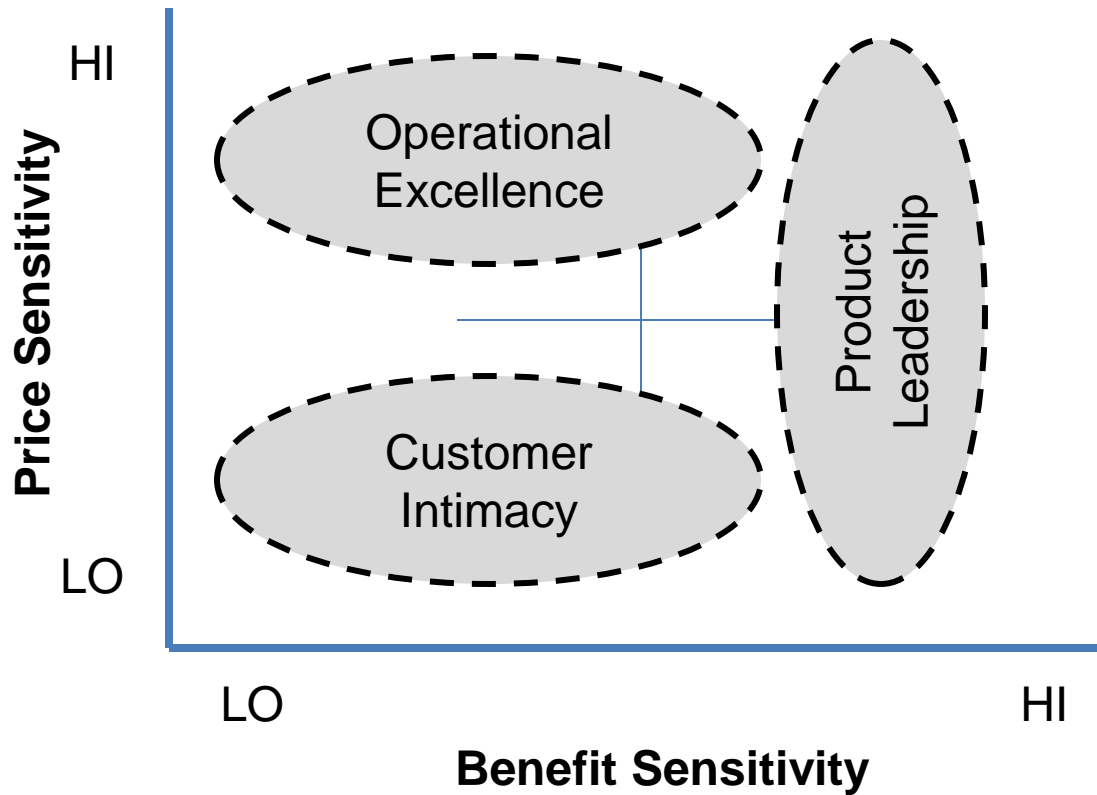 HI
Operational
Excellence
Product
Leadership
Price Sensitivity
Customer
Intimacy
LO
LO
HI
Benefit Sensitivity